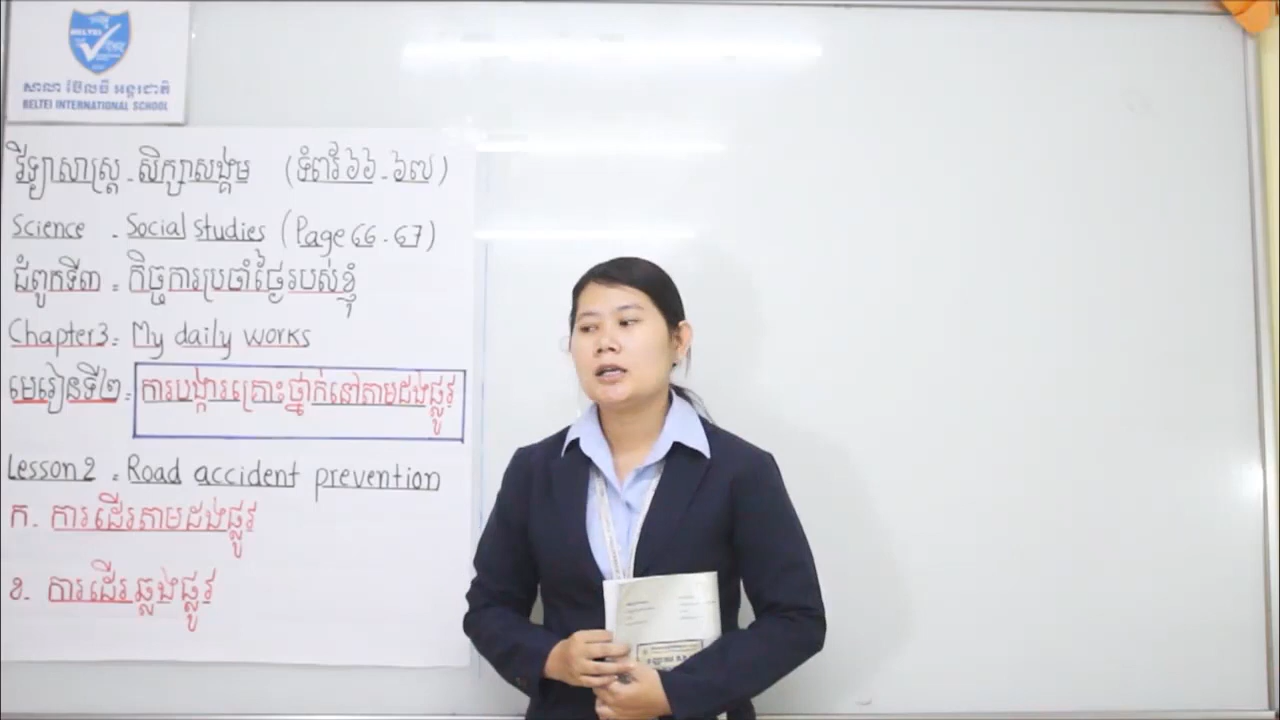 BELTEI
សាលា ប៊ែលធី អន្តរជាតិ
BELTEI INTERNATIONAL SCHOOL
វិទ្យាសាស្ត្រ - សិក្សាសង្គម (ទំព័រ ៦៦ - ៦៧)
Science - Social studies (Page 66 - 67)
ជំពូកទី៣ = កិច្ចការប្រចាំថ្ងៃរបស់ខ្ញុំ
Chapter3 = My daily works
មេរៀនទី២ = ការបង្ការគ្រោះថ្នាក់នៅតាមដងផ្លូវ
Lesson2 = Road accident prevention
ក. ការដើរតាមដងផ្លូវ
ខ. ការដើរឆ្លងផ្លូវ